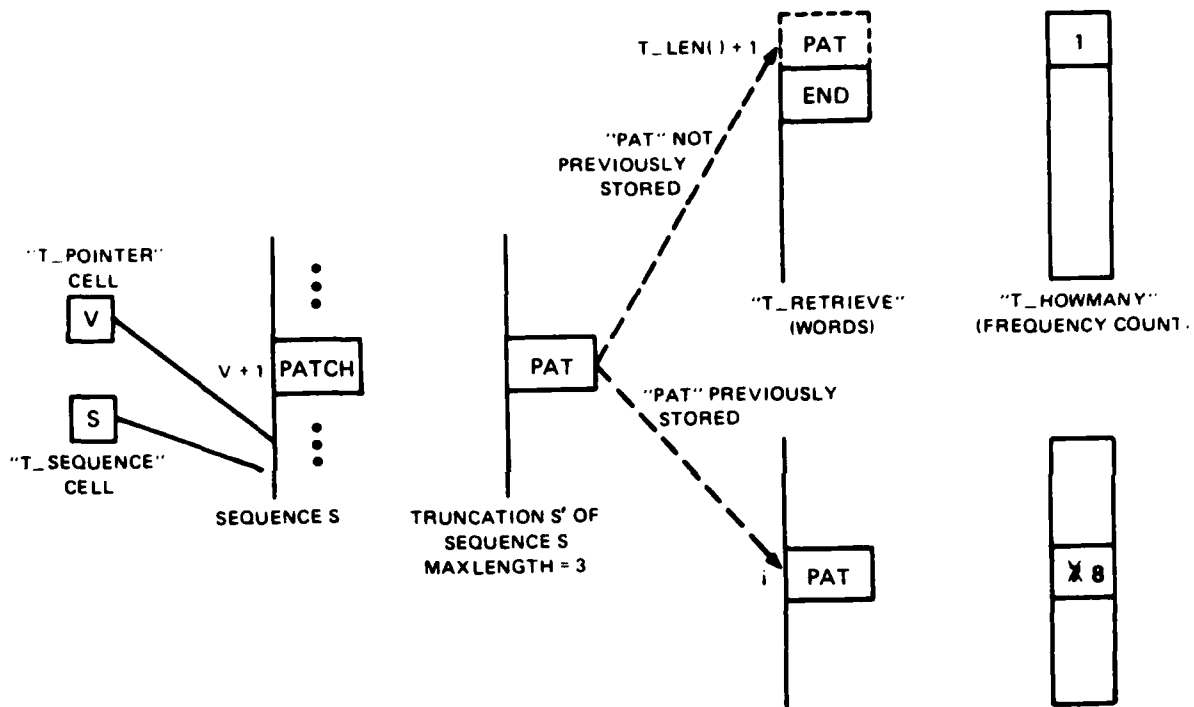 T_LEN() + 1
PAT
END
1
"PAT" NOT
PREVIOUSLY
STORED
"T_RETRIEVE"
(WORDS)
"T_HOWMANY"
(FREQUENCY COUNT.
"T_POINTER"
CELL
V
S
"T_SEQUENCE"
CELL
V + 1
PATCH
SEQUENCE S
PAT
TRUNCATION S' OF
SEQUENCE S
MAXLENGTH = 3
"PAT" PREVIOUSLY
STORED
i
PAT
8